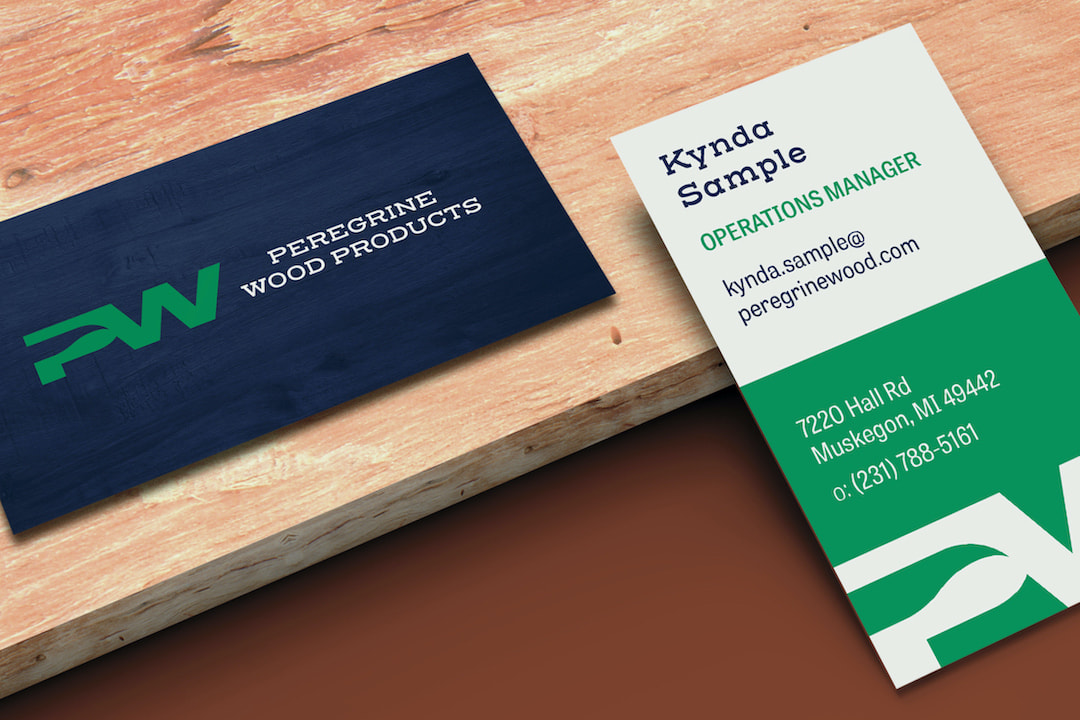 PW
PEREGRINE
WOOD PRODUCTS
Kynda
Sample
OPERATIONS MANAGER
kynda.sample@
peregrinewood.com
7220 Hall Rd
Muskegon, MI 49442
o: (231) 788-5161
PW